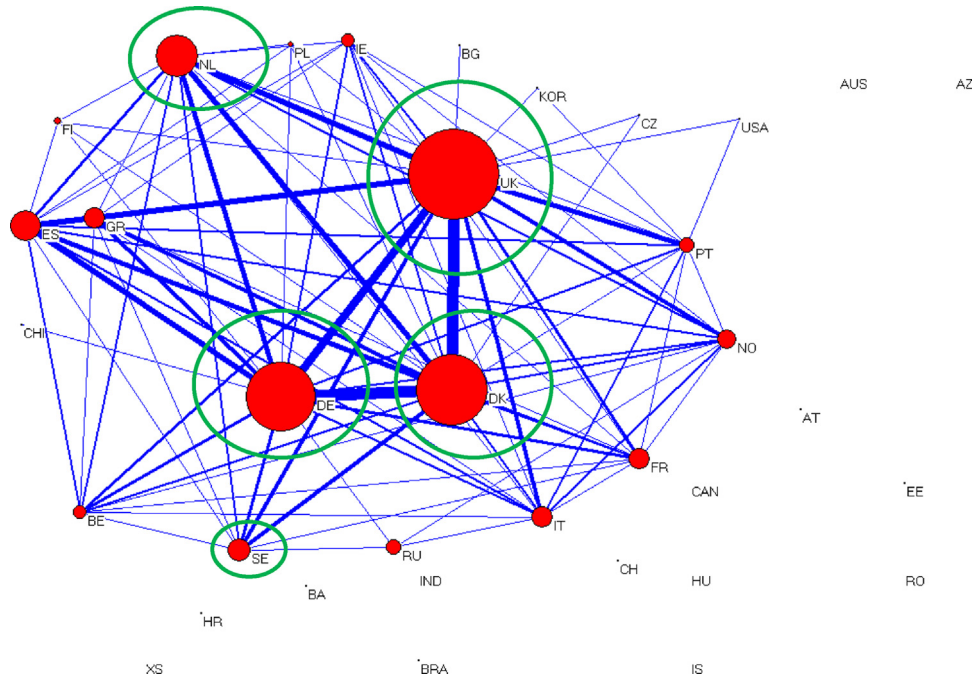 PL
IE
BG
NL
AUS
AZ
KOR
CZ
USA
FI
UK
ES
GR
PT
CHI
NO
DE
DK
AT
FR
CAN
EE
BE
IT
SE
RU
CH
IND
HU
RO
BA
HR
XS
BRA
IS